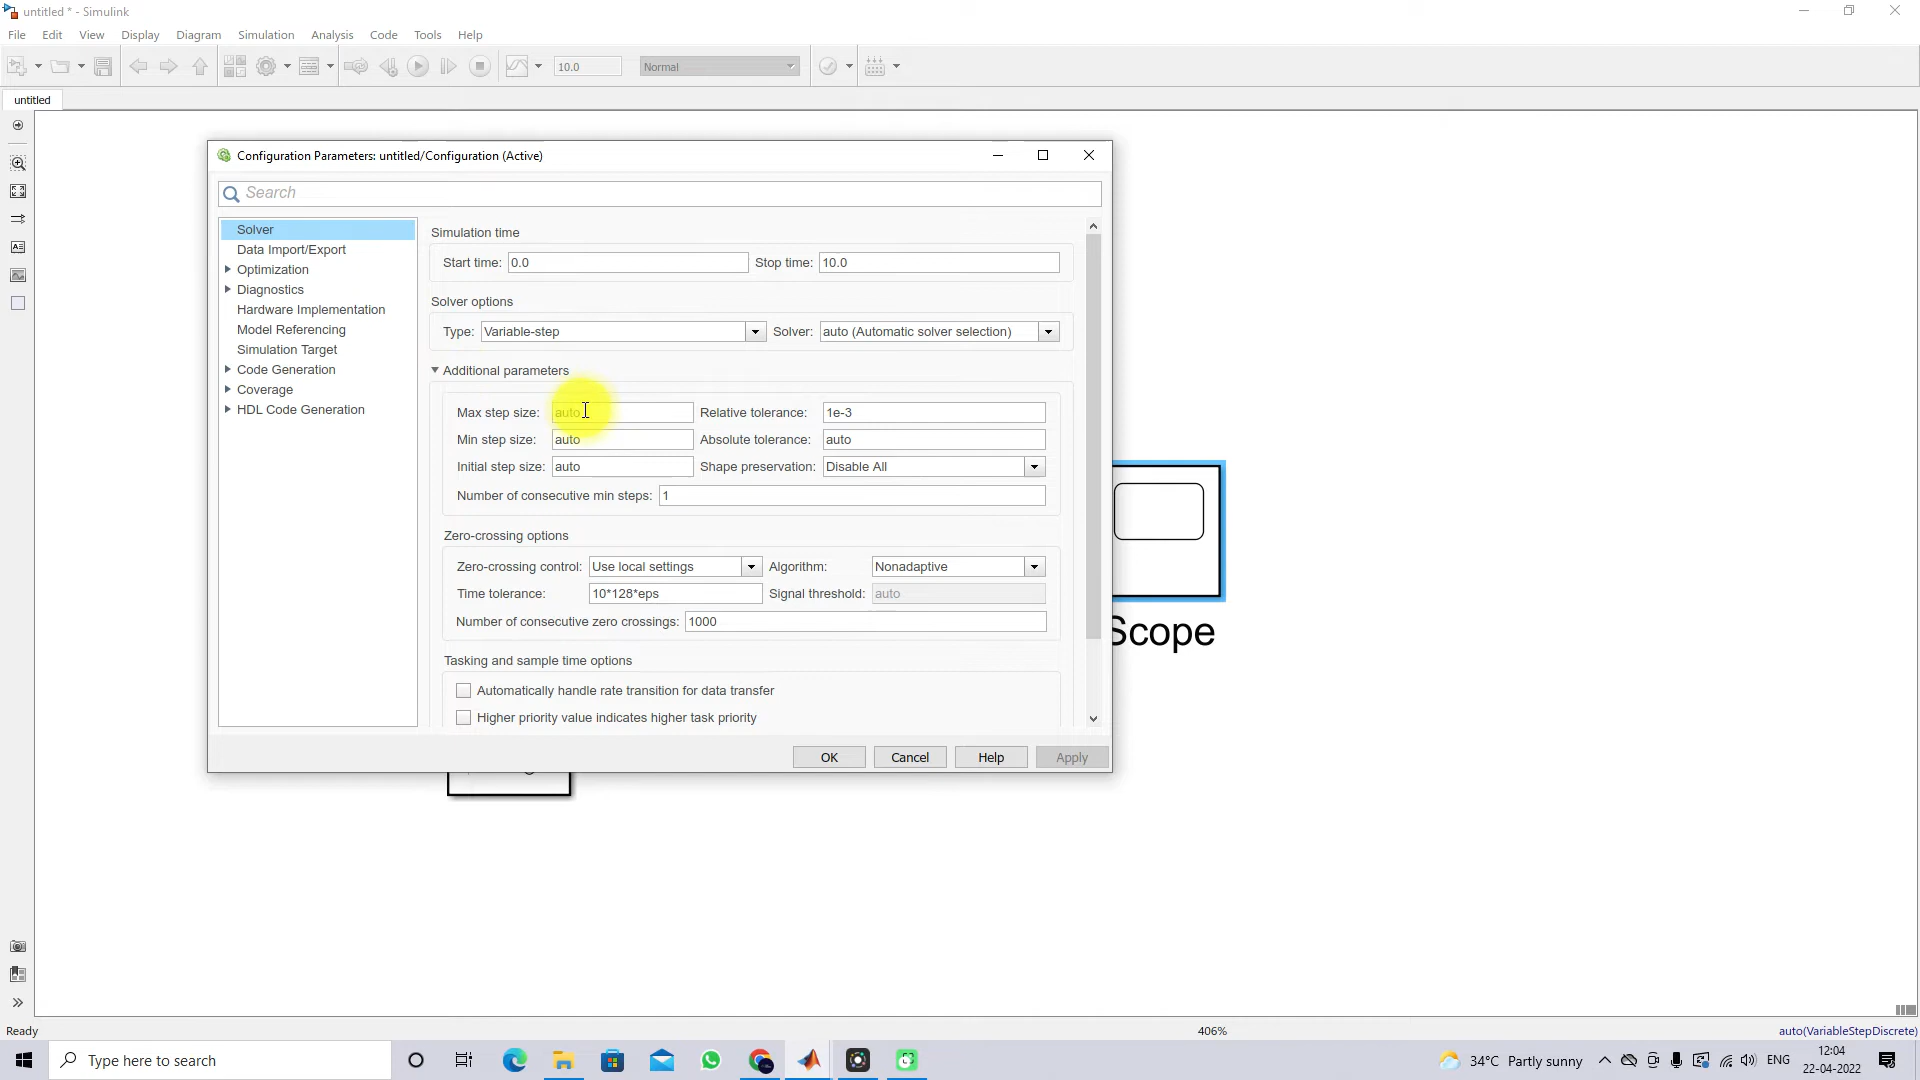 untitled * - Simulink
File Edit View Display Diagram Simulation Analysis Code Tools Help
10.0 Normal
untitled
Configuration Parameters: untitled/Configuration (Active)
Search
Solver
Data Import/Export
Optimization
Diagnostics
Hardware Implementation
Model Referencing
Simulation Target
Code Generation
Coverage
HDL Code Generation
Simulation time
Start time: 0.0 Stop time: 10.0
Solver options
Type: Variable-step Solver: auto (Automatic solver selection)
Additional parameters
Max step size: auto Relative tolerance: 1e-3
Min step size: auto Absolute tolerance: auto
Initial step size: auto Shape preservation: Disable All
Number of consecutive min steps: 1
Zero-crossing options
Zero-crossing control: Use local settings Algorithm: Nonadaptive
Time tolerance: 10*128*eps Signal threshold: auto
Number of consecutive zero crossings: 1000
Tasking and sample time options
Automatically handle rate transition for data transfer
Higher priority value indicates higher task priority
OK Cancel Help Apply
Scope
Ready 406% auto(VariableStepDiscrete)
Type here to search 34°C Partly sunny ENG 12:04
22-04-2022